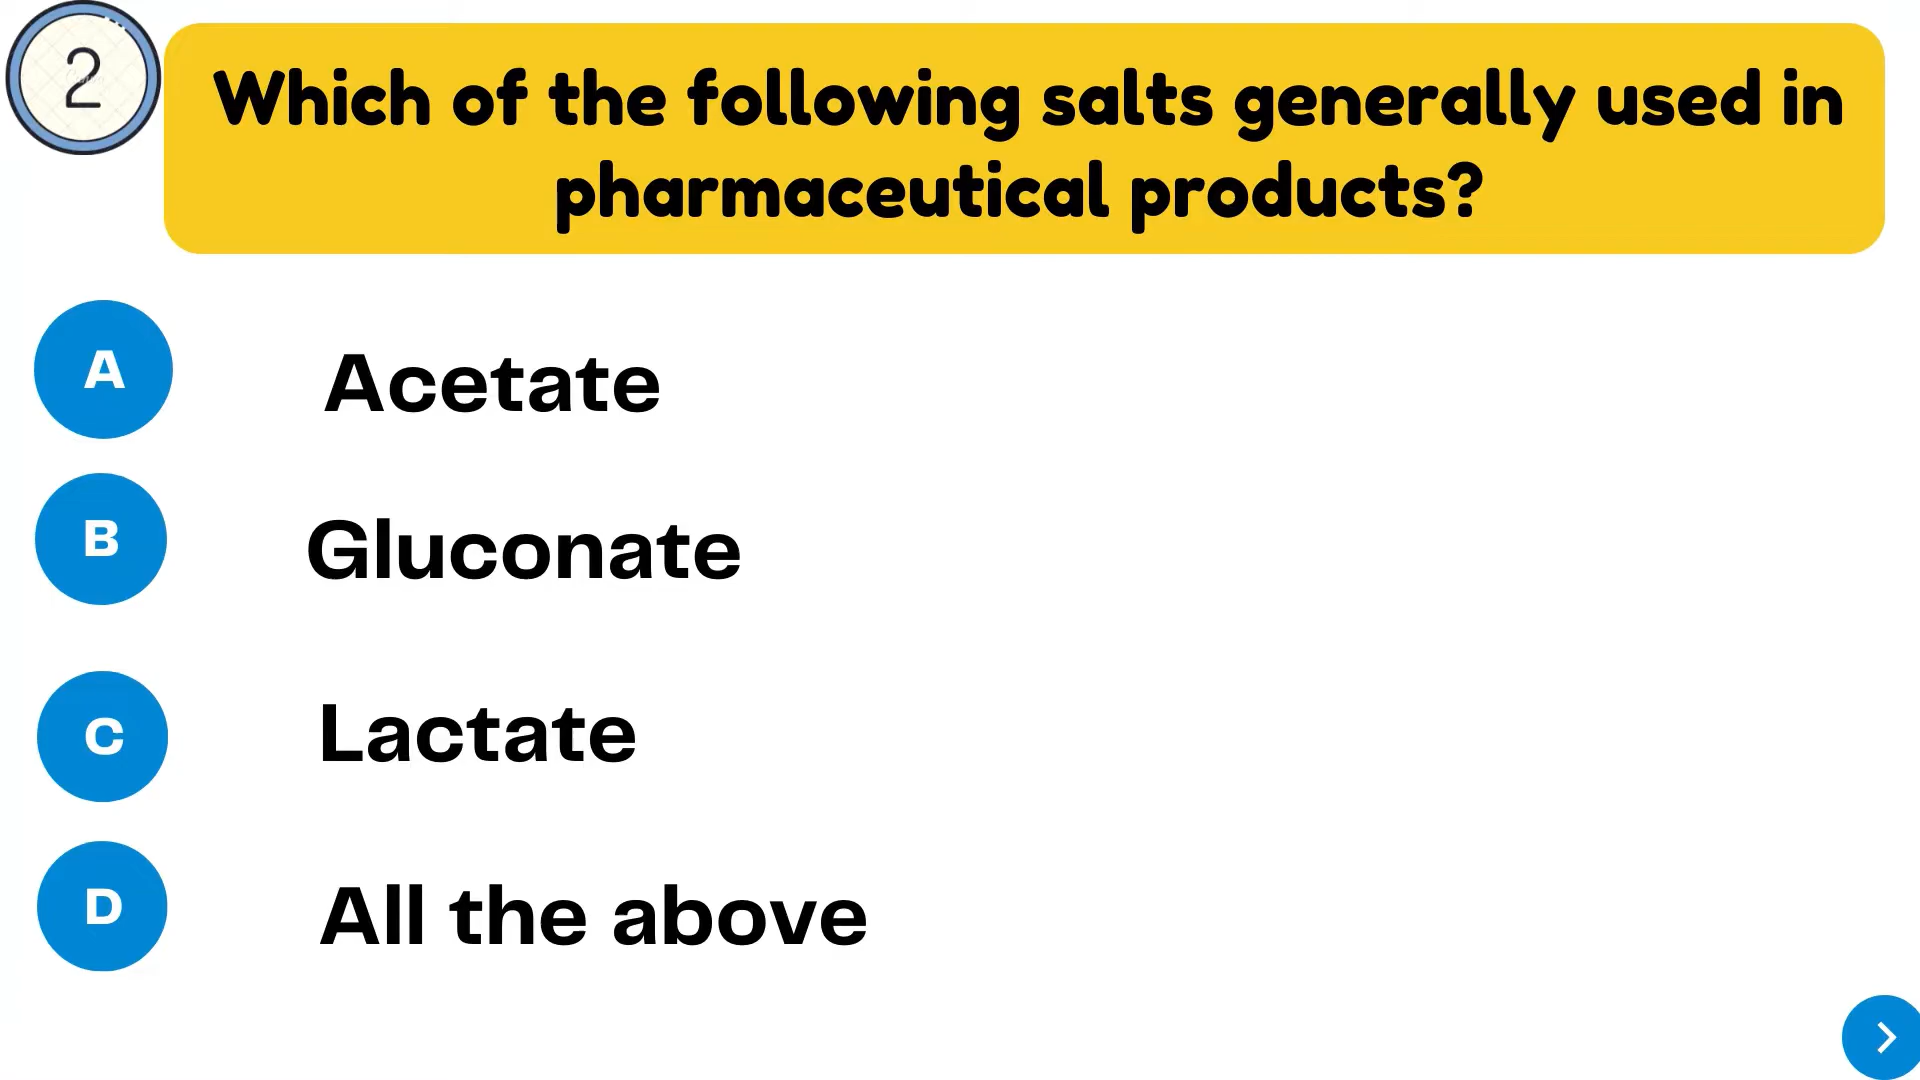 2
Which of the following salts generally used in
pharmaceutical products?
A Acetate
B Gluconate
C Lactate
D All the above